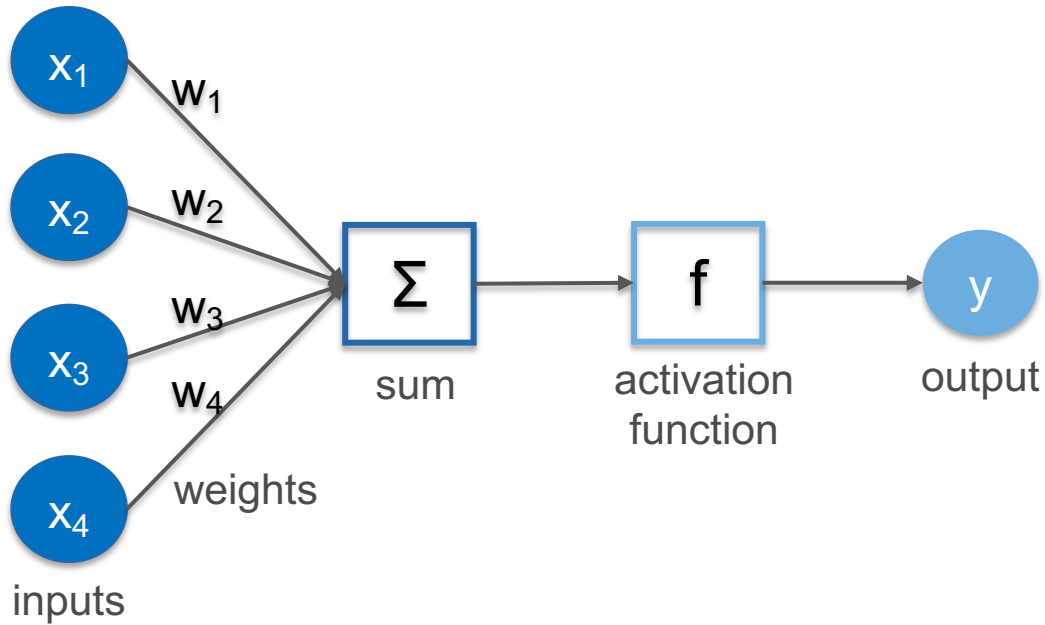 x₁
w₁
x₂
w₂
x₃
w₃
x₄
w₄
weights
inputs
Σ
sum
f
activation
function
y
output